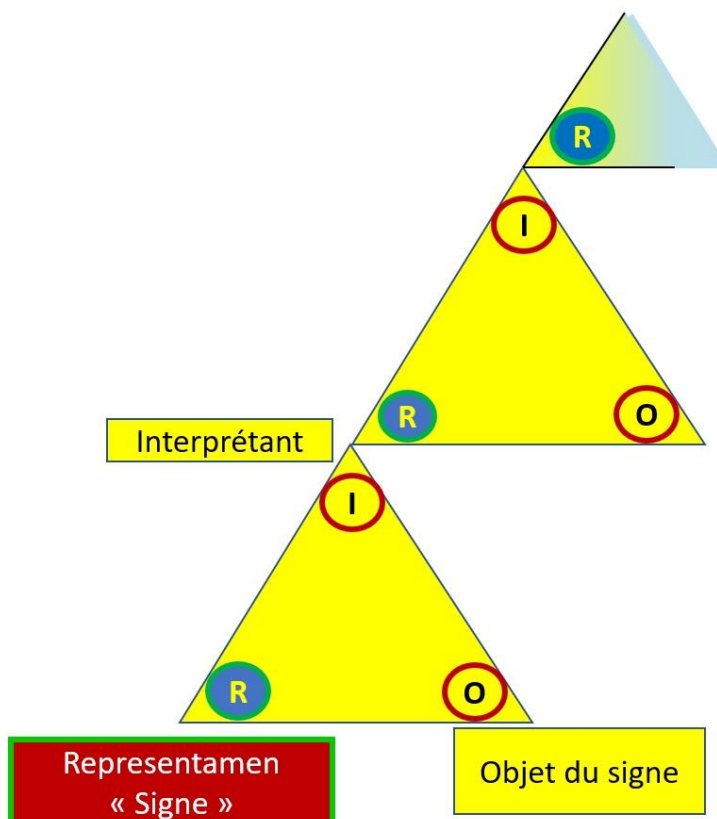 R
I
R
O
Interprétant
I
R
O
Representamen
« Signe »
Objet du signe